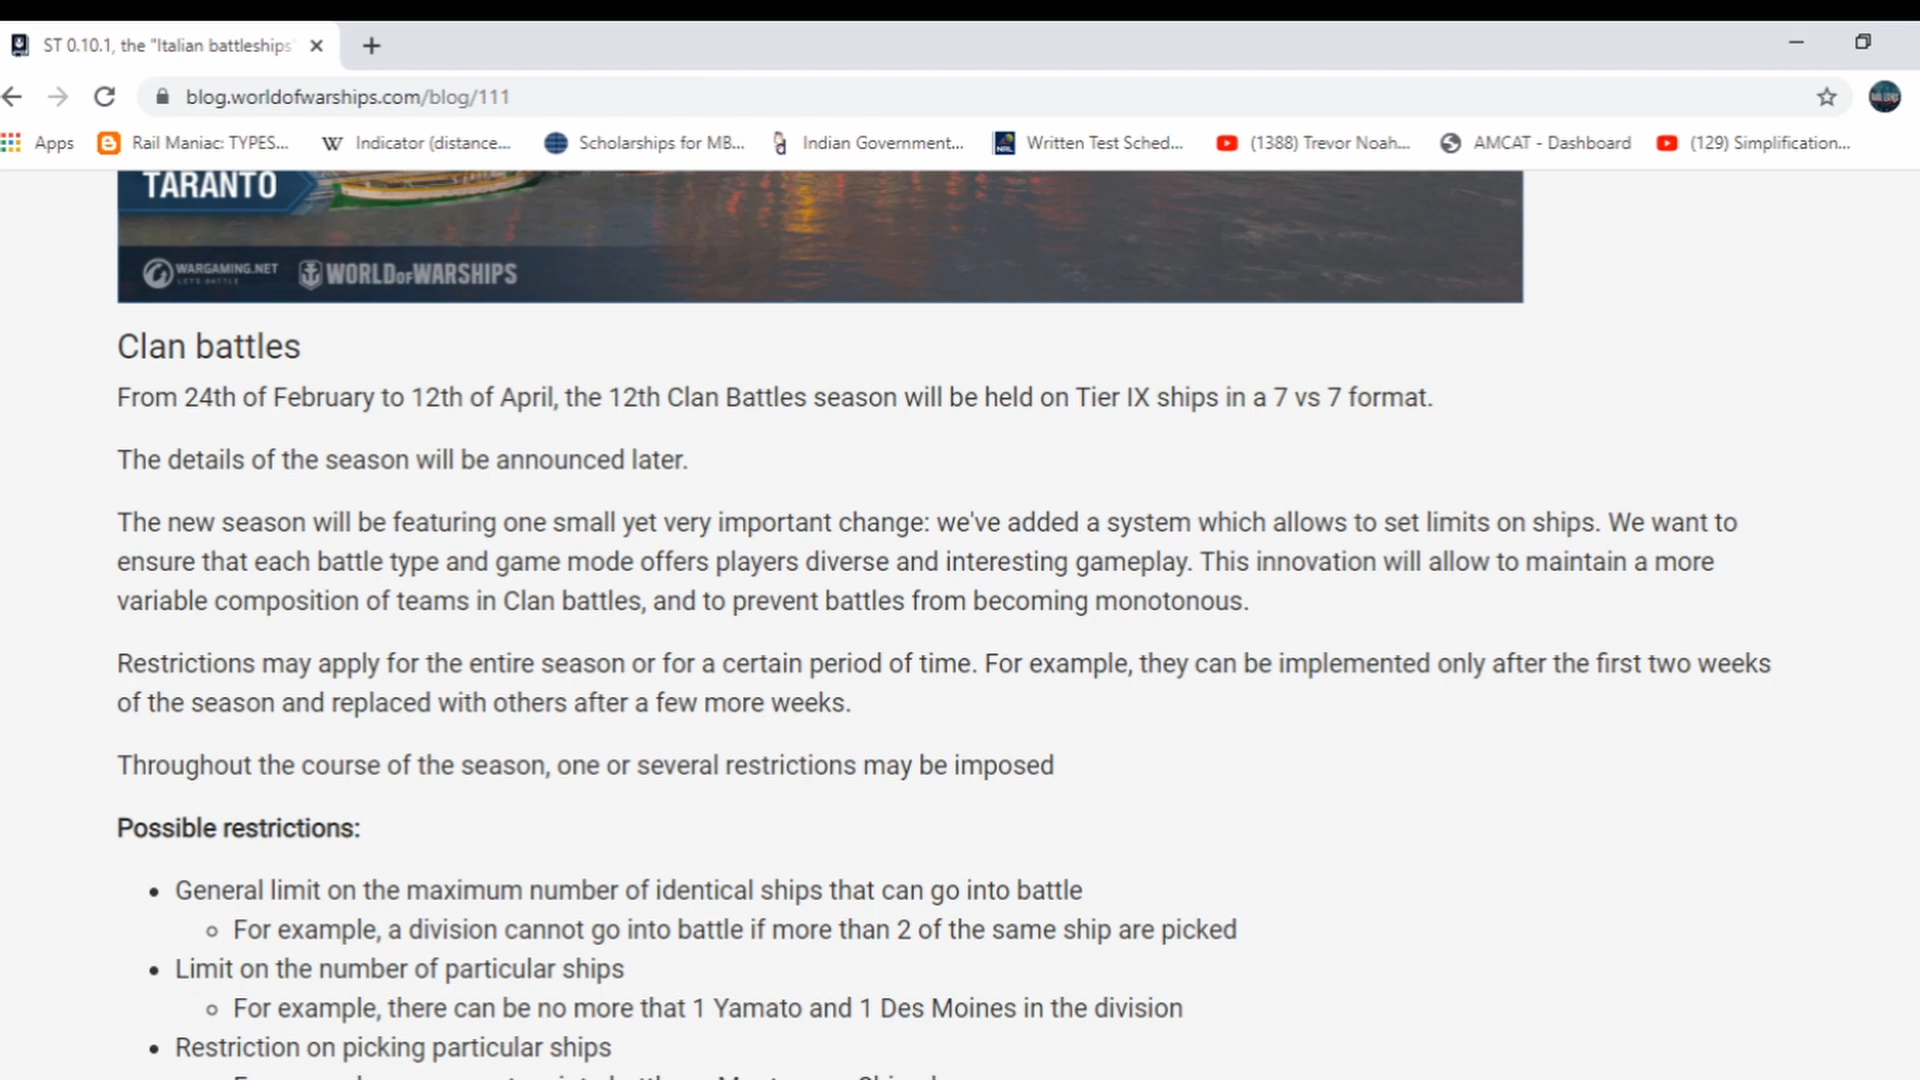 ST 0.10.1, the "Italian battleships"
blog.worldofwarships.com/blog/111
Apps Rail Maniac: TYPES... Indicator (distance... Scholarships for MB... Indian Government... Written Test Sched... (1388) Trevor Noah... AMCAT - Dashboard (129) Simplification...
TARANTO
WARGAMING.NET LET'S BATTLE WORLD OF WARSHIPS
Clan battles
From 24th of February to 12th of April, the 12th Clan Battles season will be held on Tier IX ships in a 7 vs 7 format.
The details of the season will be announced later.
The new season will be featuring one small yet very important change: we've added a system which allows to set limits on ships. We want to
ensure that each battle type and game mode offers players diverse and interesting gameplay. This innovation will allow to maintain a more
variable composition of teams in Clan battles, and to prevent battles from becoming monotonous.
Restrictions may apply for the entire season or for a certain period of time. For example, they can be implemented only after the first two weeks
of the season and replaced with others after a few more weeks.
Throughout the course of the season, one or several restrictions may be imposed
Possible restrictions:
• General limit on the maximum number of identical ships that can go into battle
○ For example, a division cannot go into battle if more than 2 of the same ship are picked
• Limit on the number of particular ships
○ For example, there can be no more that 1 Yamato and 1 Des Moines in the division
• Restriction on picking particular ships